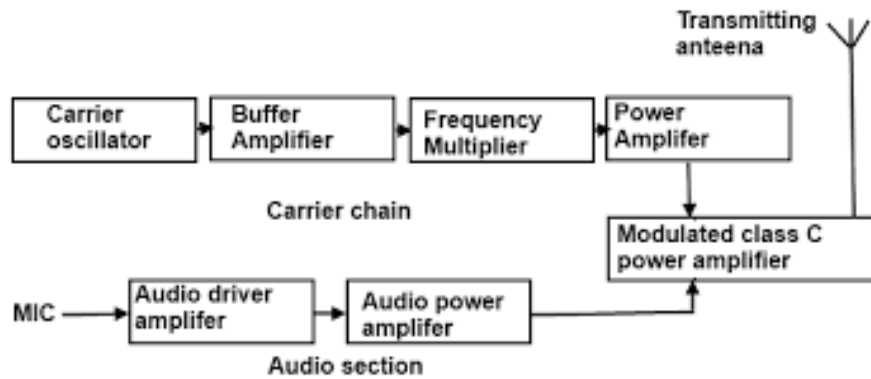 Transmitting
anteena
Carrier
oscillator
Buffer
Amplifier
Frequency
Multiplier
Power
Amplifer
Carrier chain
Modulated class C
power amplifier
MIC
Audio driver
amplifer
Audio power
amplifer
Audio section